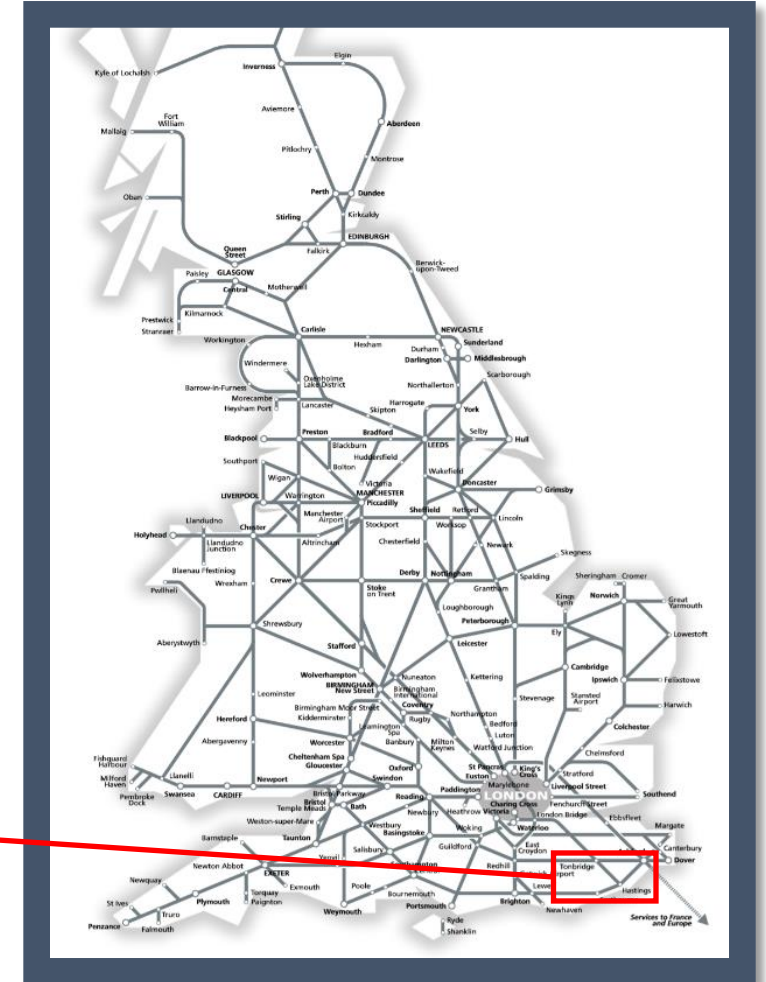 Elgin
Inverness
Kyle of Lochalsh
Aviemore
Fort
William
Mallaig
Aberdeen
Pitlochry
Montrose
Perth
Dundee
Oban
Stirling
Kirkcaldy
EDINBURGH
Queen
Street
Falkirk
Berwick-
upon-Tweed
Paisley
GLASGOW
Central
Motherwell
Prestwick
Kilmarnock
Stranraer
Carlisle
NEWCASTLE
Workington
Hexham
Sunderland
Durham
Darlington
Middlesbrough
Windermere
Scarborough
Oxenholme
Lake District
Barrow-in-Furness
Northallerton
Morecambe
Heysham Port
Lancaster
Harrogate
Skipton
York
Blackpool
Preston
Bradford
Selby
Hull
Blackburn
LEEDS
Huddersfield
Southport
Bolton
Wakefield
Wigan
Victoria
Doncaster
LIVERPOOL
Warrington
MANCHESTER
Piccadilly
Grimsby
Manchester
Airport
Sheffield
Retford
Llandudno
Stockport
Worksop
Lincoln
Holyhead
Chester
Llandudno
Junction
Altrincham
Chesterfield
Newark
Skegness
Blaenau Ffestiniog
Wrexham
Crewe
Derby
Nottingham
Pwllheli
Stoke
on Trent
Grantham
Spalding
Sheringham
Cromer
Kings
Lynn
Norwich
Great
Yarmouth
Loughborough
Shrewsbury
Peterborough
Aberystwyth
Stafford
Leicester
Ely
Lowestoft
Wolverhampton
BIRMINGHAM
New Street
Nuneaton
Kettering
Cambridge
Birmingham
International
Ipswich
Felixstowe
Leominster
Birmingham Moor Street
Coventry
Stevenage
Stansted
Airport
Harwich
Kidderminster
Rugby
Northampton
Hereford
Leamington
Spa
Bedford
Colchester
Abergavenny
Worcester
Banbury
Milton
Keynes
Luton
Watford Junction
Chelmsford
Cheltenham Spa
Gloucester
Oxford
St Pancras
Euston
King's
Cross
Stratford
Fishguard
Harbour
Llanelli
Milford
Haven
Newport
Swindon
Marylebone
Liverpool Street
Pembroke
Dock
Swansea
CARDIFF
Bristol Parkway
Reading
Paddington
LONDON
Southend
Bristol
Temple Meads
Bath
Newbury
Heathrow
Victoria
Charing Cross
Fenchurch Street
London Bridge
Ebbsfleet
Weston-super-Mare
Westbury
Basingstoke
Woking
Waterloo
Margate
Barnstaple
Taunton
Salisbury
Guildford
East
Croydon
Canterbury
Yeovil
Redhill
Tonbridge
Dover
Newton Abbot
EXETER
Newquay
Exmouth
Poole
Bournemouth
Hastings
St Ives
Plymouth
Torquay
Paignton
Portsmouth
Brighton
Newhaven
Truro
Weymouth
Penzance
Falmouth
Ryde
Shanklin
Services to France
and Europe